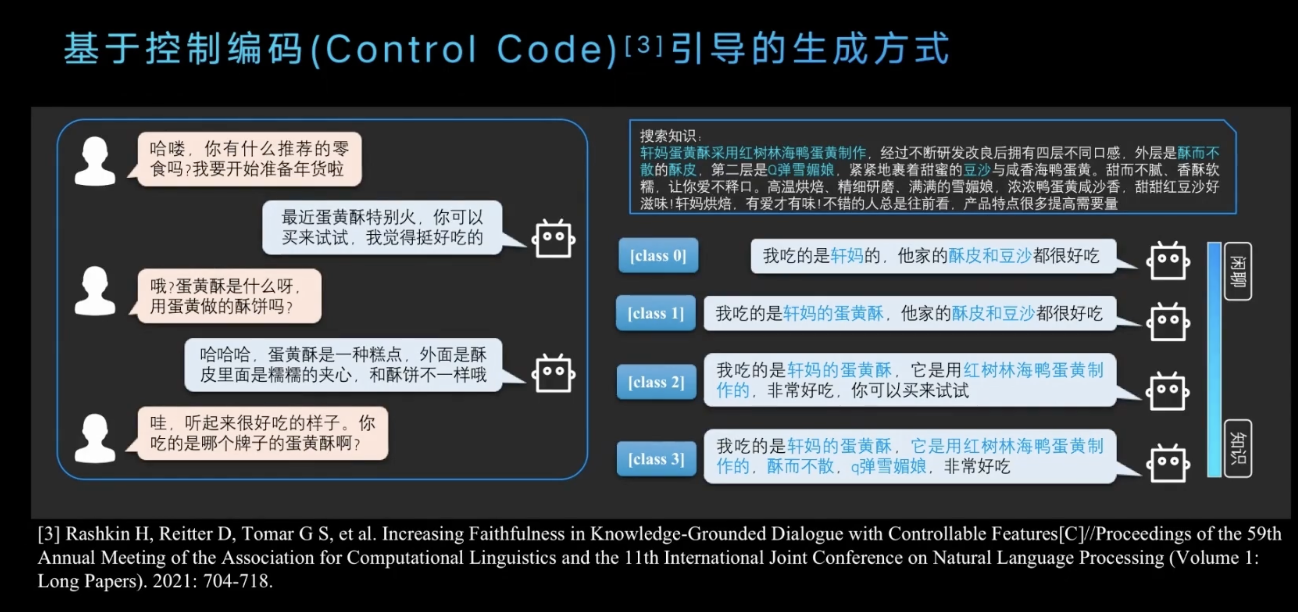 基于控制编码(Control Code)[3]引导的生成方式
哈喽，你有什么推荐的零
食吗?我要开始准备年货啦
最近蛋黄酥特别火，你可以
买来试试，我觉得挺好吃的
哦?蛋黄酥是什么呀，
用蛋黄做的酥饼吗?
哈哈哈，蛋黄酥是一种糕点，外面是酥
皮里面是糯糯的夹心，和酥饼不一样哦
哇，听起来很好吃的样子。你
吃的是哪个牌子的蛋黄酥啊?
搜索知识:
轩妈蛋黄酥采用红树林海鸭蛋黄制作，经过不断研发改良后拥有四层不同口感，外层是酥而不
散的酥皮，第二层是Q弹雪媚娘，紧紧地裹着甜蜜的豆沙与咸香海鸭蛋黄。甜而不腻、香酥软
糯，让你爱不释口。高温烘焙、精细研磨、满满的雪媚娘，浓浓鸭蛋黄咸沙香，甜甜红豆沙好
滋味!轩妈烘焙，有爱才有味!不错的人总是往前看，产品特点很多提高需要量
[class 0]
我吃的是轩妈的，他家的酥皮和豆沙都很好吃
[class 1]
我吃的是轩妈的蛋黄酥，他家的酥皮和豆沙都很好吃
[class 2]
我吃的是轩妈的蛋黄酥，它是用红树林海鸭蛋黄制
作的，非常好吃，你可以买来试试
[class 3]
我吃的是轩妈的蛋黄酥，它是用红树林海鸭蛋黄制
作的，酥而不散，q弹雪媚娘，非常好吃
闲聊
知识
[3] Rashkin H, Reitter D, Tomar G S, et al. Increasing Faithfulness in Knowledge-Grounded Dialogue with Controllable Features[C]//Proceedings of the 59th
Annual Meeting of the Association for Computational Linguistics and the 11th International Joint Conference on Natural Language Processing (Volume 1:
Long Papers). 2021: 704-718.